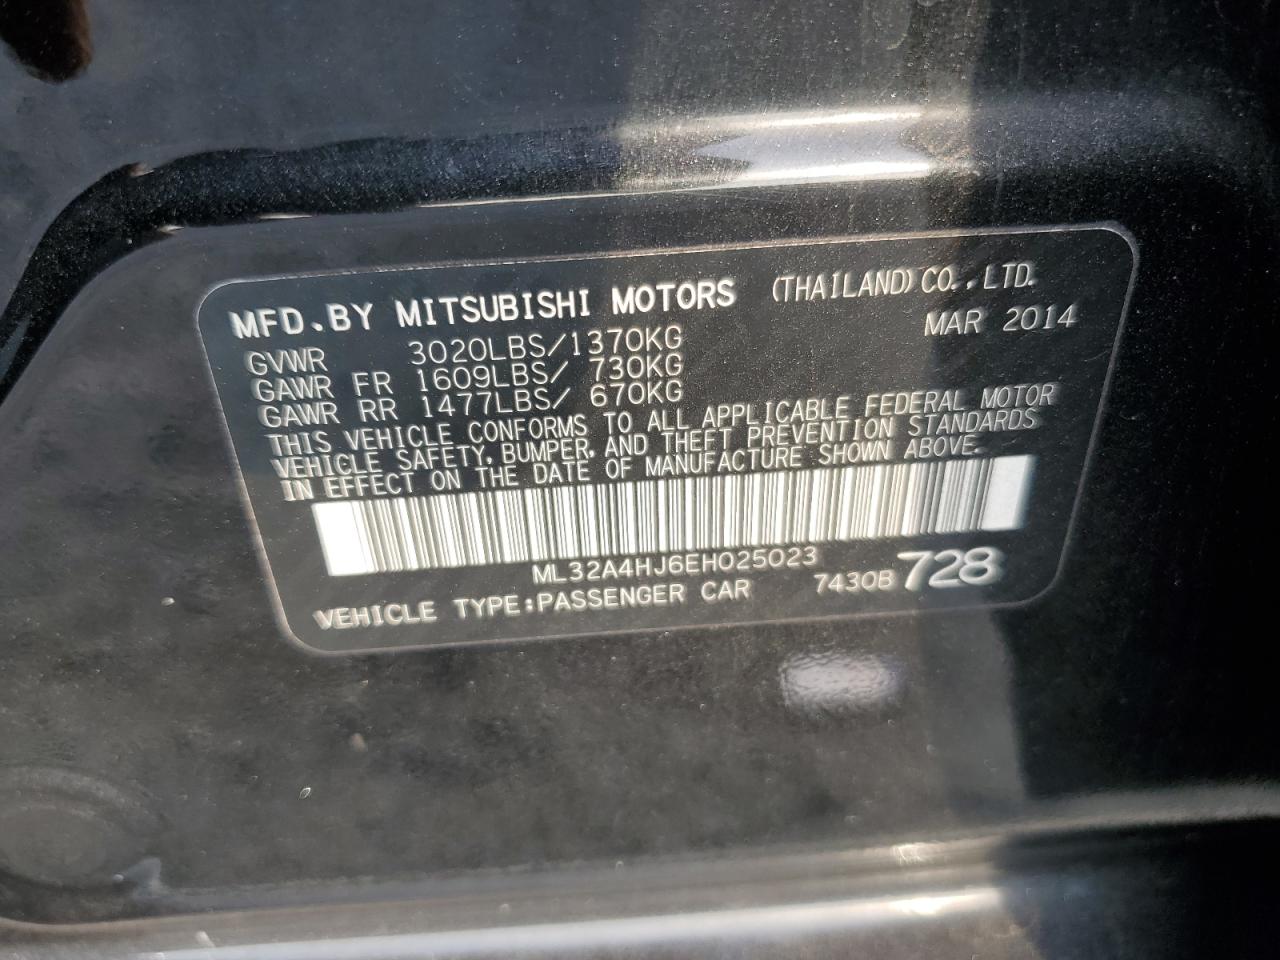 MFD.BY MITSUBISHI MOTORS (THAILAND)CO.,LTD.
MAR 2014
GVWR 3020LBS/1370KG
GAWR FR 1609LBS/ 730KG
GAWR RR 1477LBS/ 670KG
THIS VEHICLE CONFORMS TO ALL APPLICABLE FEDERAL MOTOR
VEHICLE SAFETY, BUMPER, AND THEFT PREVENTION STANDARDS
IN EFFECT ON THE DATE OF MANUFACTURE SHOWN ABOVE.
ML32A4HJ6EH025023
VEHICLE TYPE:PASSENGER CAR 7430B 728